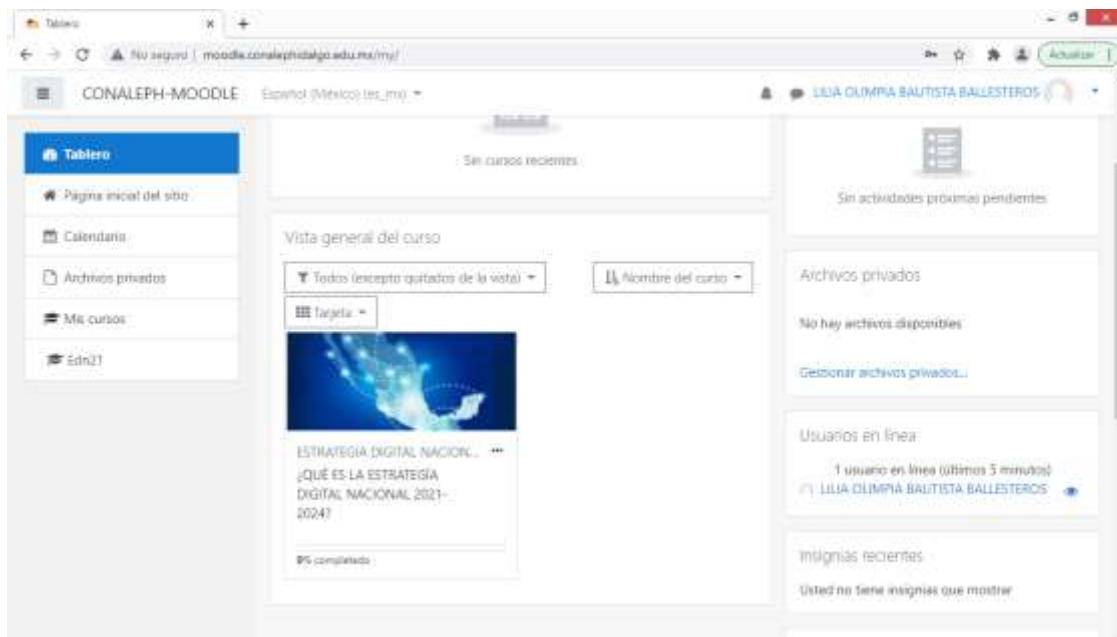 Tablero
No seguro | moodle.conalephidalgo.edu.mx/my/
Actualizar
CONALEPH-MOODLE
Español (México) (es_mx)
LILIA OLIMPIA BAUTISTA BALLESTEROS
Tablero
Página inicial del sitio
Calendario
Archivos privados
Mis cursos
Edn21
Sin cursos recientes
Vista general del curso
Todos (excepto quitados de la vista)
Nombre del curso
Tarjeta
ESTRATEGIA DIGITAL NACION...
¿QUÉ ES LA ESTRATEGÍA
DIGITAL NACIONAL 2021-
2024?
0% completado
Sin actividades próximas pendientes
Archivos privados
No hay archivos disponibles
Gestionar archivos privados...
Usuarios en línea
1 usuario en línea (últimos 5 minutos)
LILIA OLIMPIA BAUTISTA BALLESTEROS
Insignias recientes
Usted no tiene insignias que mostrar